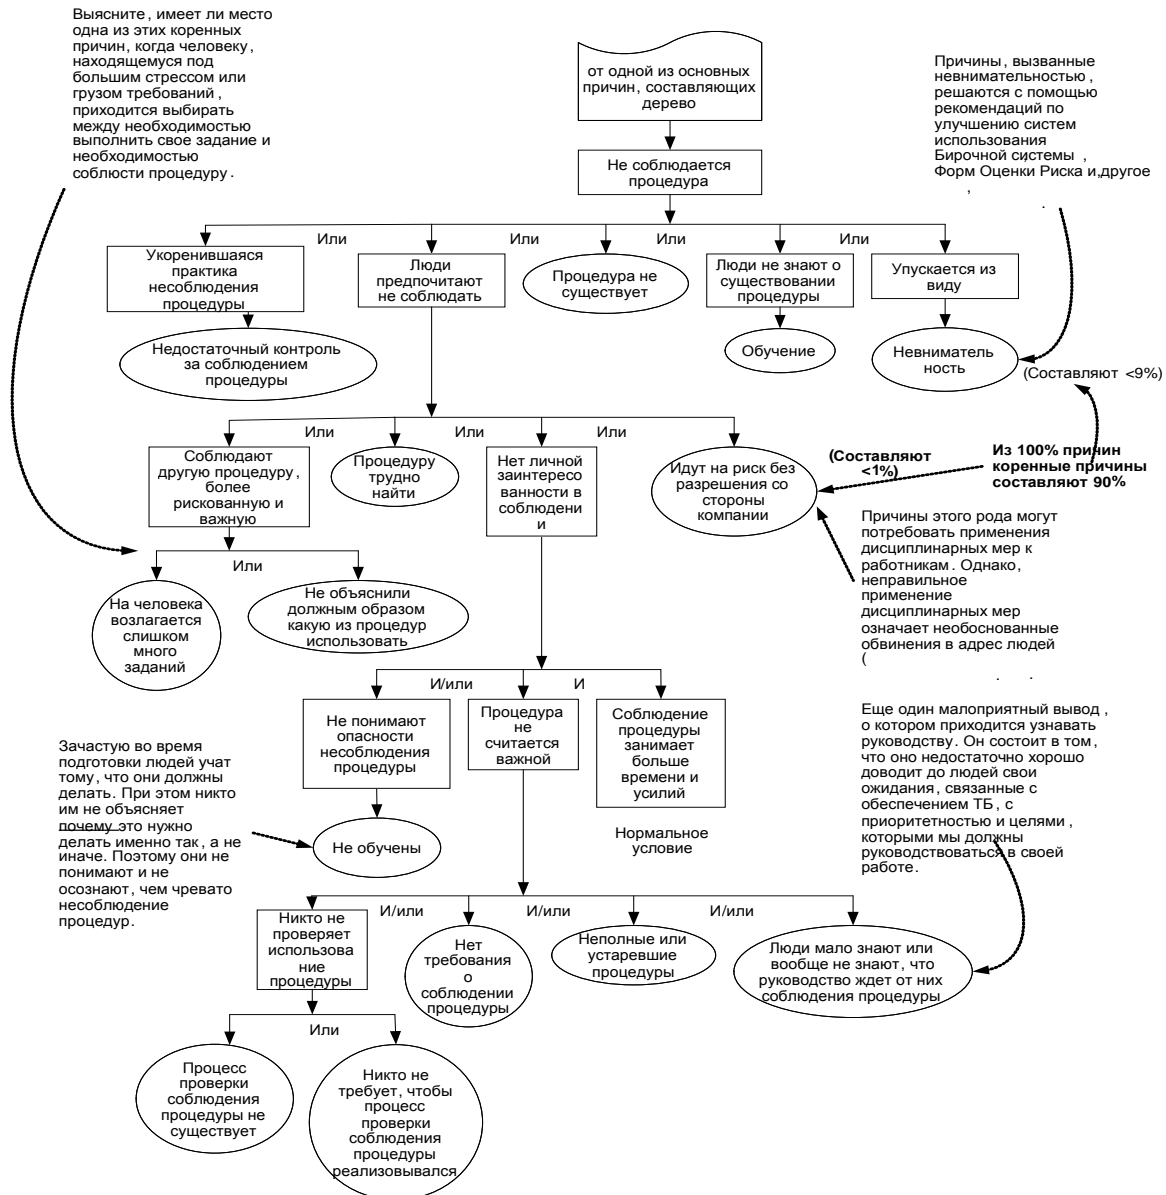 Выясните, имеет ли место
одна из этих коренных
причин, когда человеку,
находящемуся под
большим стрессом или
грузом требований,
приходится выбирать
между необходимостью
выполнить свое задание и
необходимостью
соблюсти процедуру.
от одной из основных
причин, составляющих
дерево
Причины, вызванные
невнимательностью,
решаются с помощью
рекомендаций по
улучшению систем
использования
Бирочной системы,
Форм Оценки Риска и,другое
,
.
Не соблюдается
процедура
Или
Или
Или
Или
Укоренившаяся
практика
несоблюдения
процедуры
Люди
предпочитают
не соблюдать
Процедура не
существует
Люди не знают о
существовании
процедуры
Упускается из
виду
Недостаточный контроль
за соблюдением
процедуры
Обучение
Невниматель
ность
(Составляют <9%)
Или
Или
Или
Соблюдают
другую процедуру,
более
рискованную и
важную
Процедуру
трудно
найти
Нет личной
заинтересо
ванности в
соблюдени
и
Идут на риск без
разрешения со
стороны
компании
(Составляют
<1%)
Из 100% причин
коренные причины
составляют 90%
Причины этого рода могут
потребовать применения
дисциплинарных мер к
работникам. Однако,
неправильное
применение
дисциплинарных мер
означает необоснованные
обвинения в адрес людей
(
. .
Или
На человека
возлагается
слишком
много
заданий
Не объяснили
должным образом
какую из процедур
использовать
И/или
И
Не понимают
опасности
несоблюдения
процедуры
Процедура
не
считается
важной
Соблюдение
процедуры
занимает
больше
времени и
усилий
Еще один малоприятный вывод,
о котором приходится узнавать
руководству. Он состоит в том,
что оно недостаточно хорошо
доводит до людей свои
ожидания, связанные с
обеспечением ТБ, с
приоритетностью и целями,
которыми мы должны
руководствоваться в своей
работе.
Зачастую во время
подготовки людей учат
тому, что они должны
делать. При этом никто
им не объясняет
почему это нужно
делать именно так, а не
иначе. Поэтому они не
понимают и не
осознают, чем чревато
несоблюдение
процедур.
Не обучены
Нормальное
условие
И/или
И/или
И/или
Никто не
проверяет
использова
ние
процедуры
Нет
требования
о
соблюдении
процедуры
Неполные или
устаревшие
процедуры
Люди мало знают или
вообще не знают, что
руководство ждет от них
соблюдения процедуры
Или
Процесс
проверки
соблюдения
процедуры не
существует
Никто не
требует, чтобы
процесс
проверки
соблюдения
процедуры
реализовывался